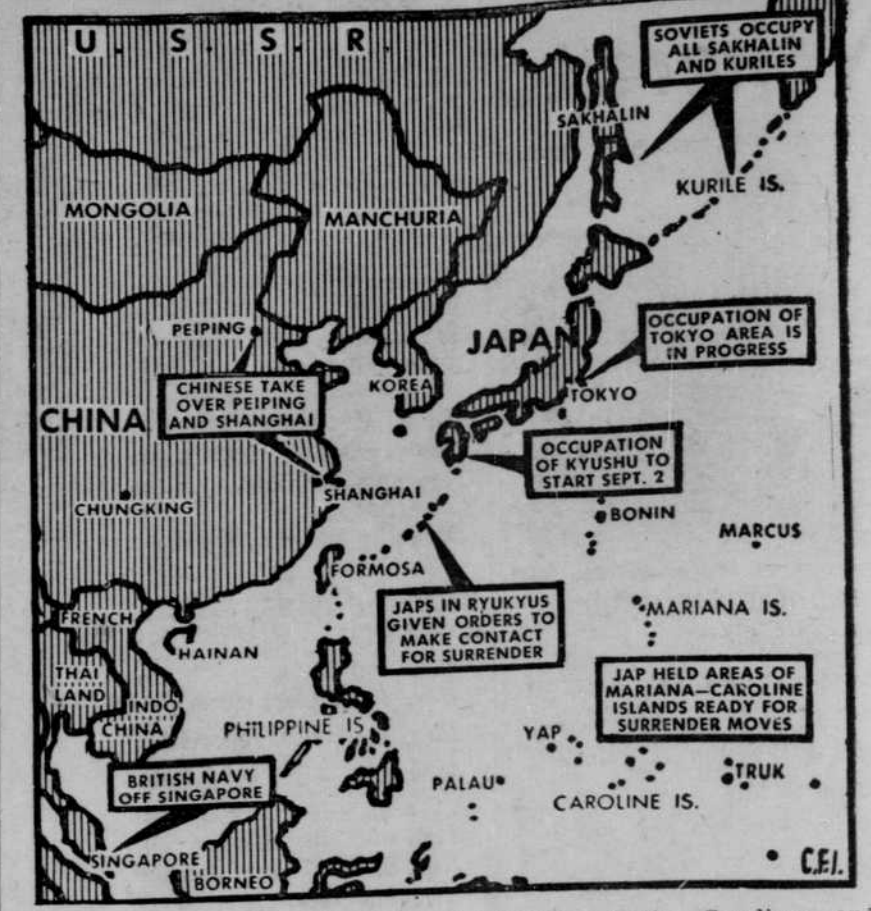 U. S. S. R.
SOVIETS OCCUPY
ALL SAKHALIN
AND KURILES
SAKHALIN
KURILE IS.
MONGOLIA
MANCHURIA
PEIPING
JAPAN
OCCUPATION OF
TOKYO AREA IS
IN PROGRESS
CHINESE TAKE
OVER PEIPING
AND SHANGHAI
KOREA
TOKYO
CHINA
OCCUPATION
OF KYUSHU TO
START SEPT. 2
SHANGHAI
CHUNGKING
BONIN
MARCUS
FORMOSA
JAPS IN RYUKYUS
GIVEN ORDERS TO
MAKE CONTACT
FOR SURRENDER
MARIANA IS.
FRENCH
HAINAN
THAI
LAND
INDO
CHINA
JAP HELD AREAS OF
MARIANA—CAROLINE
ISLANDS READY FOR
SURRENDER MOVES
PHILIPPINE IS
YAP
BRITISH NAVY
OFF SINGAPORE
PALAU
TRUK
CAROLINE IS.
SINGAPORE
BORNEO
C.F.I.